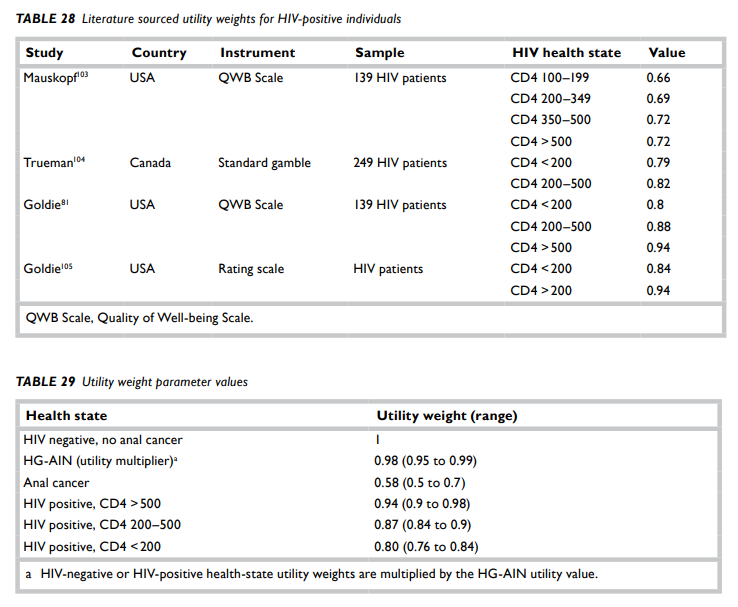 TABLE 28 Literature sourced utility weights for HIV-positive individuals
Study Country Instrument Sample HIV health state Value
Mauskopf103 USA QWB Scale 139 HIV patients CD4 100–199 0.66
CD4 200–349 0.69
CD4 350–500 0.72
CD4 >500 0.72
Trueman104 Canada Standard gamble 249 HIV patients CD4 <200 0.79
CD4 200–500 0.82
Goldie81 USA QWB Scale 139 HIV patients CD4 <200 0.8
CD4 200–500 0.88
CD4 >500 0.94
Goldie105 USA Rating scale HIV patients CD4 <200 0.84
CD4 >200 0.94
QWB Scale, Quality of Well-being Scale.
TABLE 29 Utility weight parameter values
Health state Utility weight (range)
HIV negative, no anal cancer 1
HG-AIN (utility multiplier)a 0.98 (0.95 to 0.99)
Anal cancer 0.58 (0.5 to 0.7)
HIV positive, CD4 >500 0.94 (0.9 to 0.98)
HIV positive, CD4 200–500 0.87 (0.84 to 0.9)
HIV positive, CD4 <200 0.80 (0.76 to 0.84)
a HIV-negative or HIV-positive health-state utility weights are multiplied by the HG-AIN utility value.